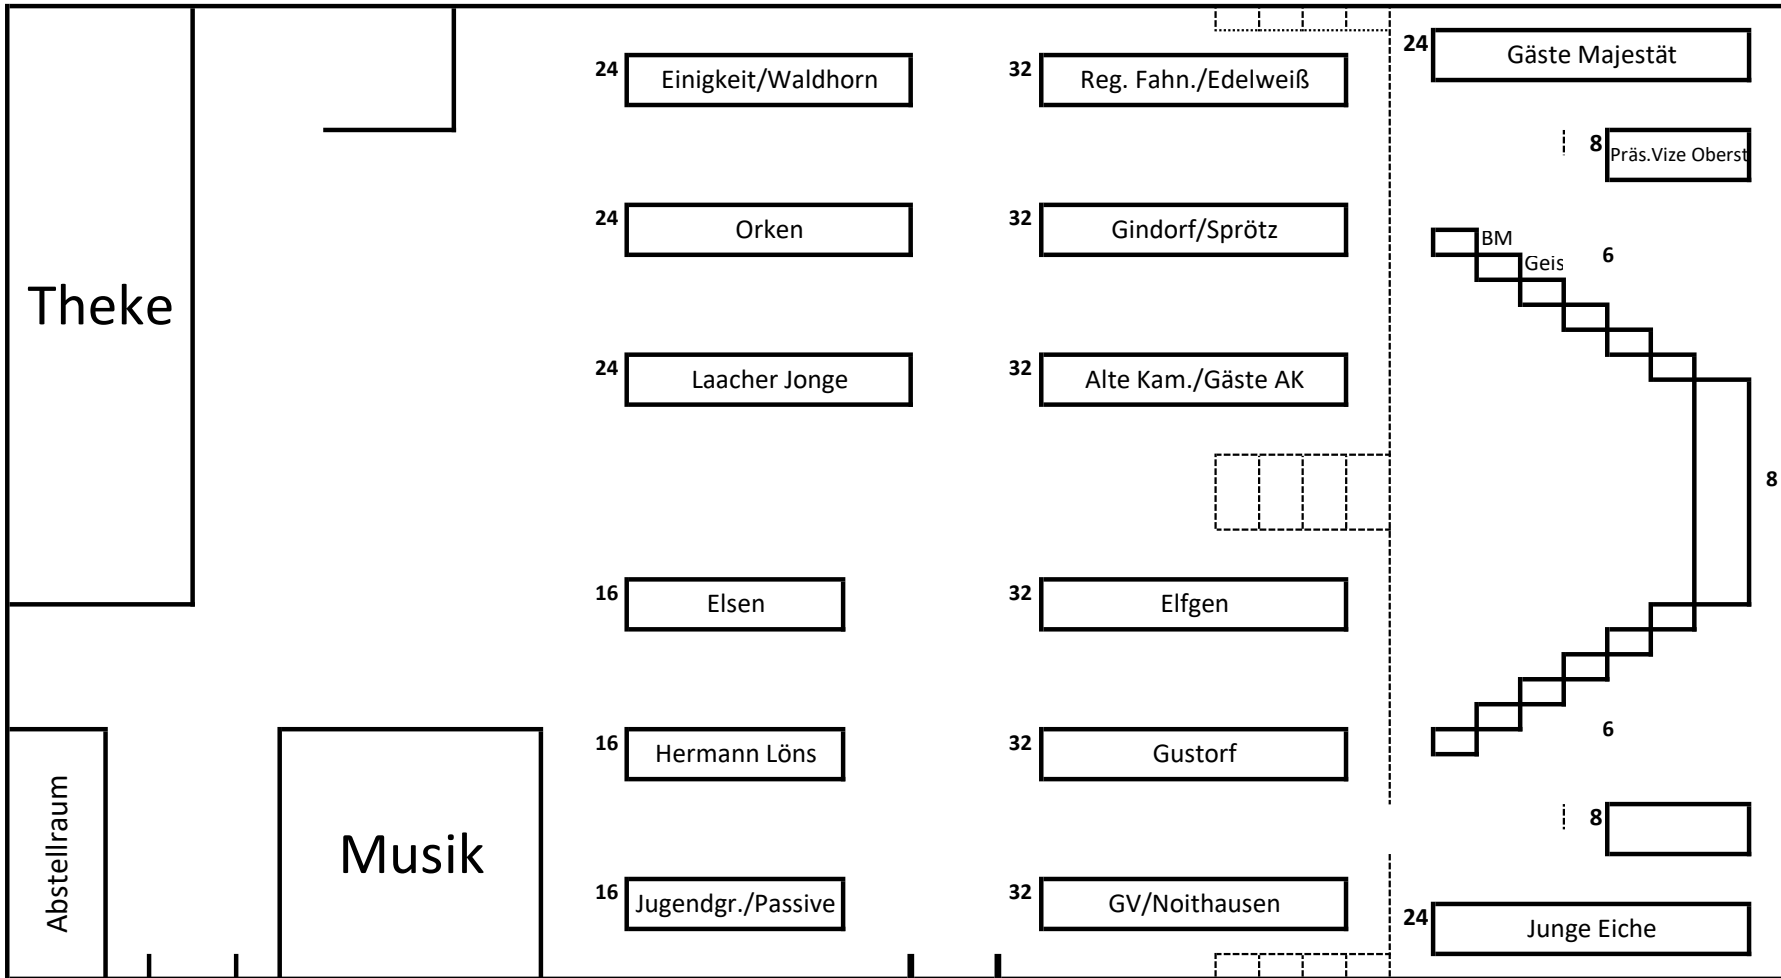 24 Einigkeit/Waldhorn
32 Reg. Fahn./Edelweiß
24 Gäste Majestät
8 Präs.Vize Oberst
24 Orken
32 Gindorf/Sprötz
BM
Geis
6
Theke
24 Laacher Jonge
32 Alte Kam./Gäste AK
8
16 Elsen
32 Elfgen
16 Hermann Löns
32 Gustorf
6
8
Abstellraum
Musik
16 Jugendgr./Passive
32 GV/Noithausen
24 Junge Eiche